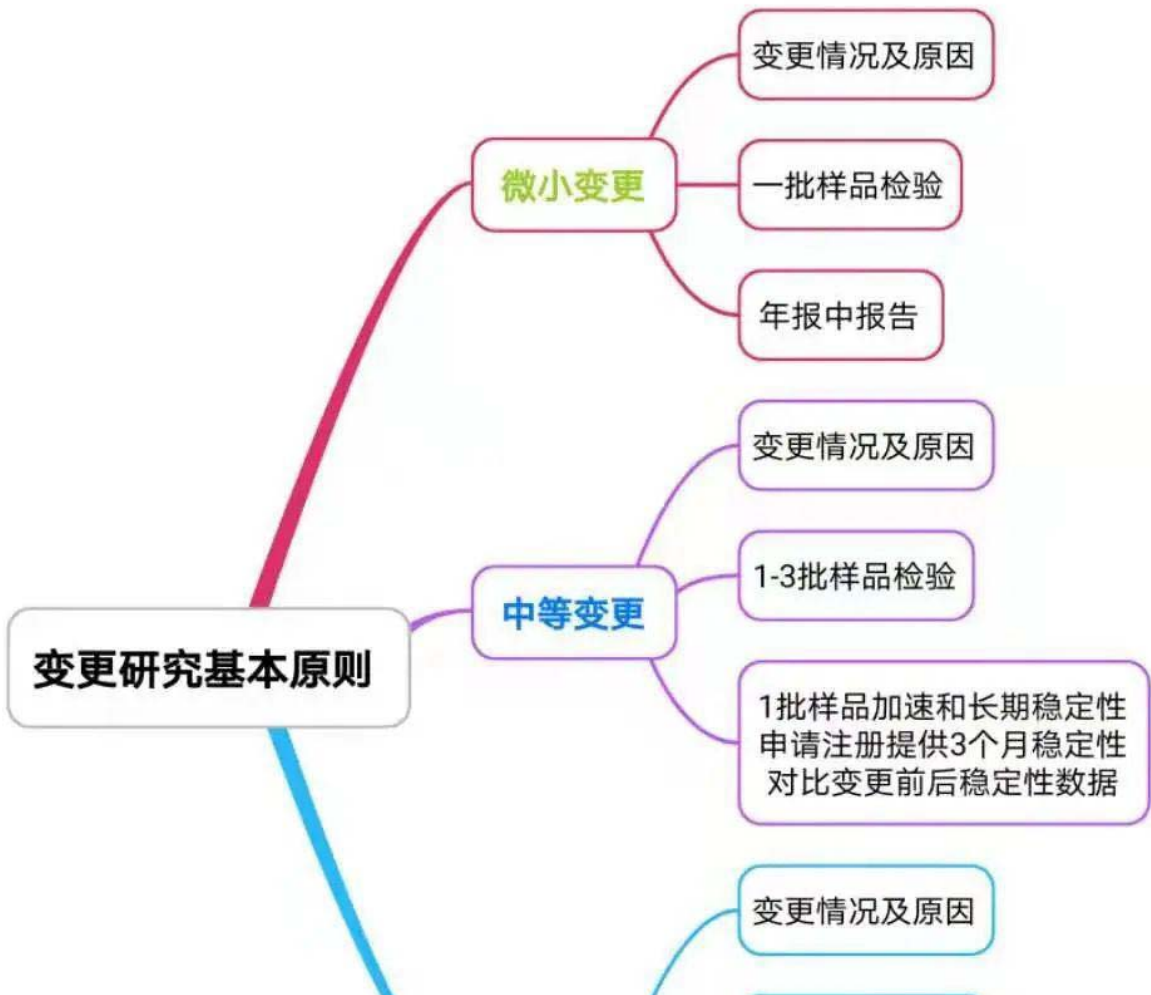 变更情况及原因
微小变更
一批样品检验
年报中报告
变更情况及原因
中等变更
1-3批样品检验
变更研究基本原则
1批样品加速和长期稳定性
申请注册提供3个月稳定性
对比变更前后稳定性数据
变更情况及原因